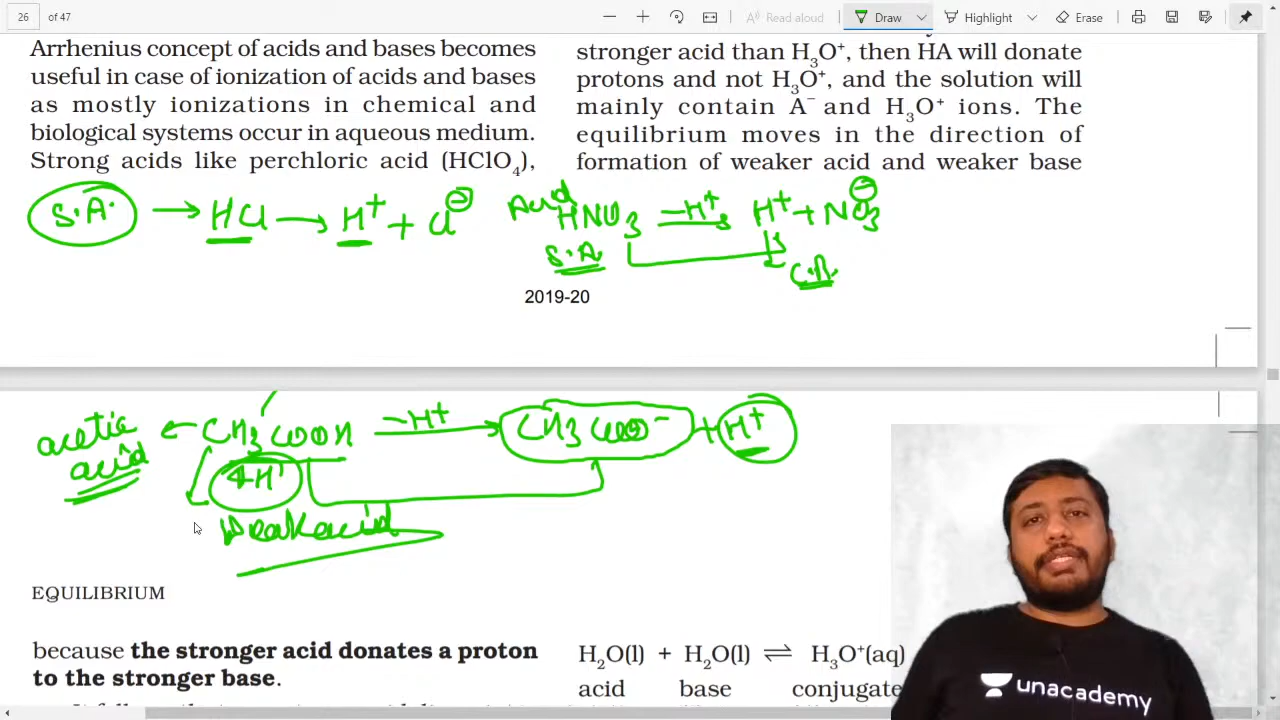 26 of 47
Read aloud
Draw
Highlight
Erase
Arrhenius concept of acids and bases becomes
useful in case of ionization of acids and bases
as mostly ionizations in chemical and
biological systems occur in aqueous medium.
Strong acids like perchloric acid (HClO₄),
stronger acid than H₃O⁺, then HA will donate
protons and not H₃O⁺, and the solution will
mainly contain A⁻ and H₃O⁺ ions. The
equilibrium moves in the direction of
formation of weaker acid and weaker base
S.A. → HCl → H⁺ + Cl⊖
Acid
HNO₃ −H⁺ H⁺ + NO₃⊖
S.A.
2019-20
acetic acid ← CH₃COOH −H⁺→ CH₃COO⁻ + H⁺
Weak acid
EQUILIBRIUM
because the stronger acid donates a proton
to the stronger base.
H₂O(l) + H₂O(l) ⇌ H₃O⁺(aq)
acid base conjugate
unacademy